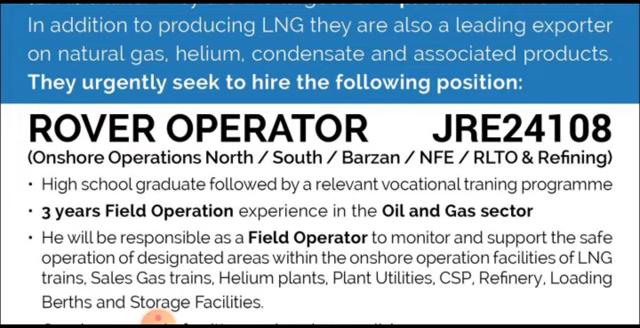 In addition to producing LNG they are also a leading exporter
on natural gas, helium, condensate and associated products.
They urgently seek to hire the following position:
ROVER OPERATOR JRE24108
(Onshore Operations North / South / Barzan / NFE / RLTO & Refining)
• High school graduate followed by a relevant vocational traning programme
• 3 years Field Operation experience in the Oil and Gas sector
• He will be responsible as a Field Operator to monitor and support the safe
operation of designated areas within the onshore operation facilities of LNG
trains, Sales Gas trains, Helium plants, Plant Utilities, CSP, Refinery, Loading
Berths and Storage Facilities.